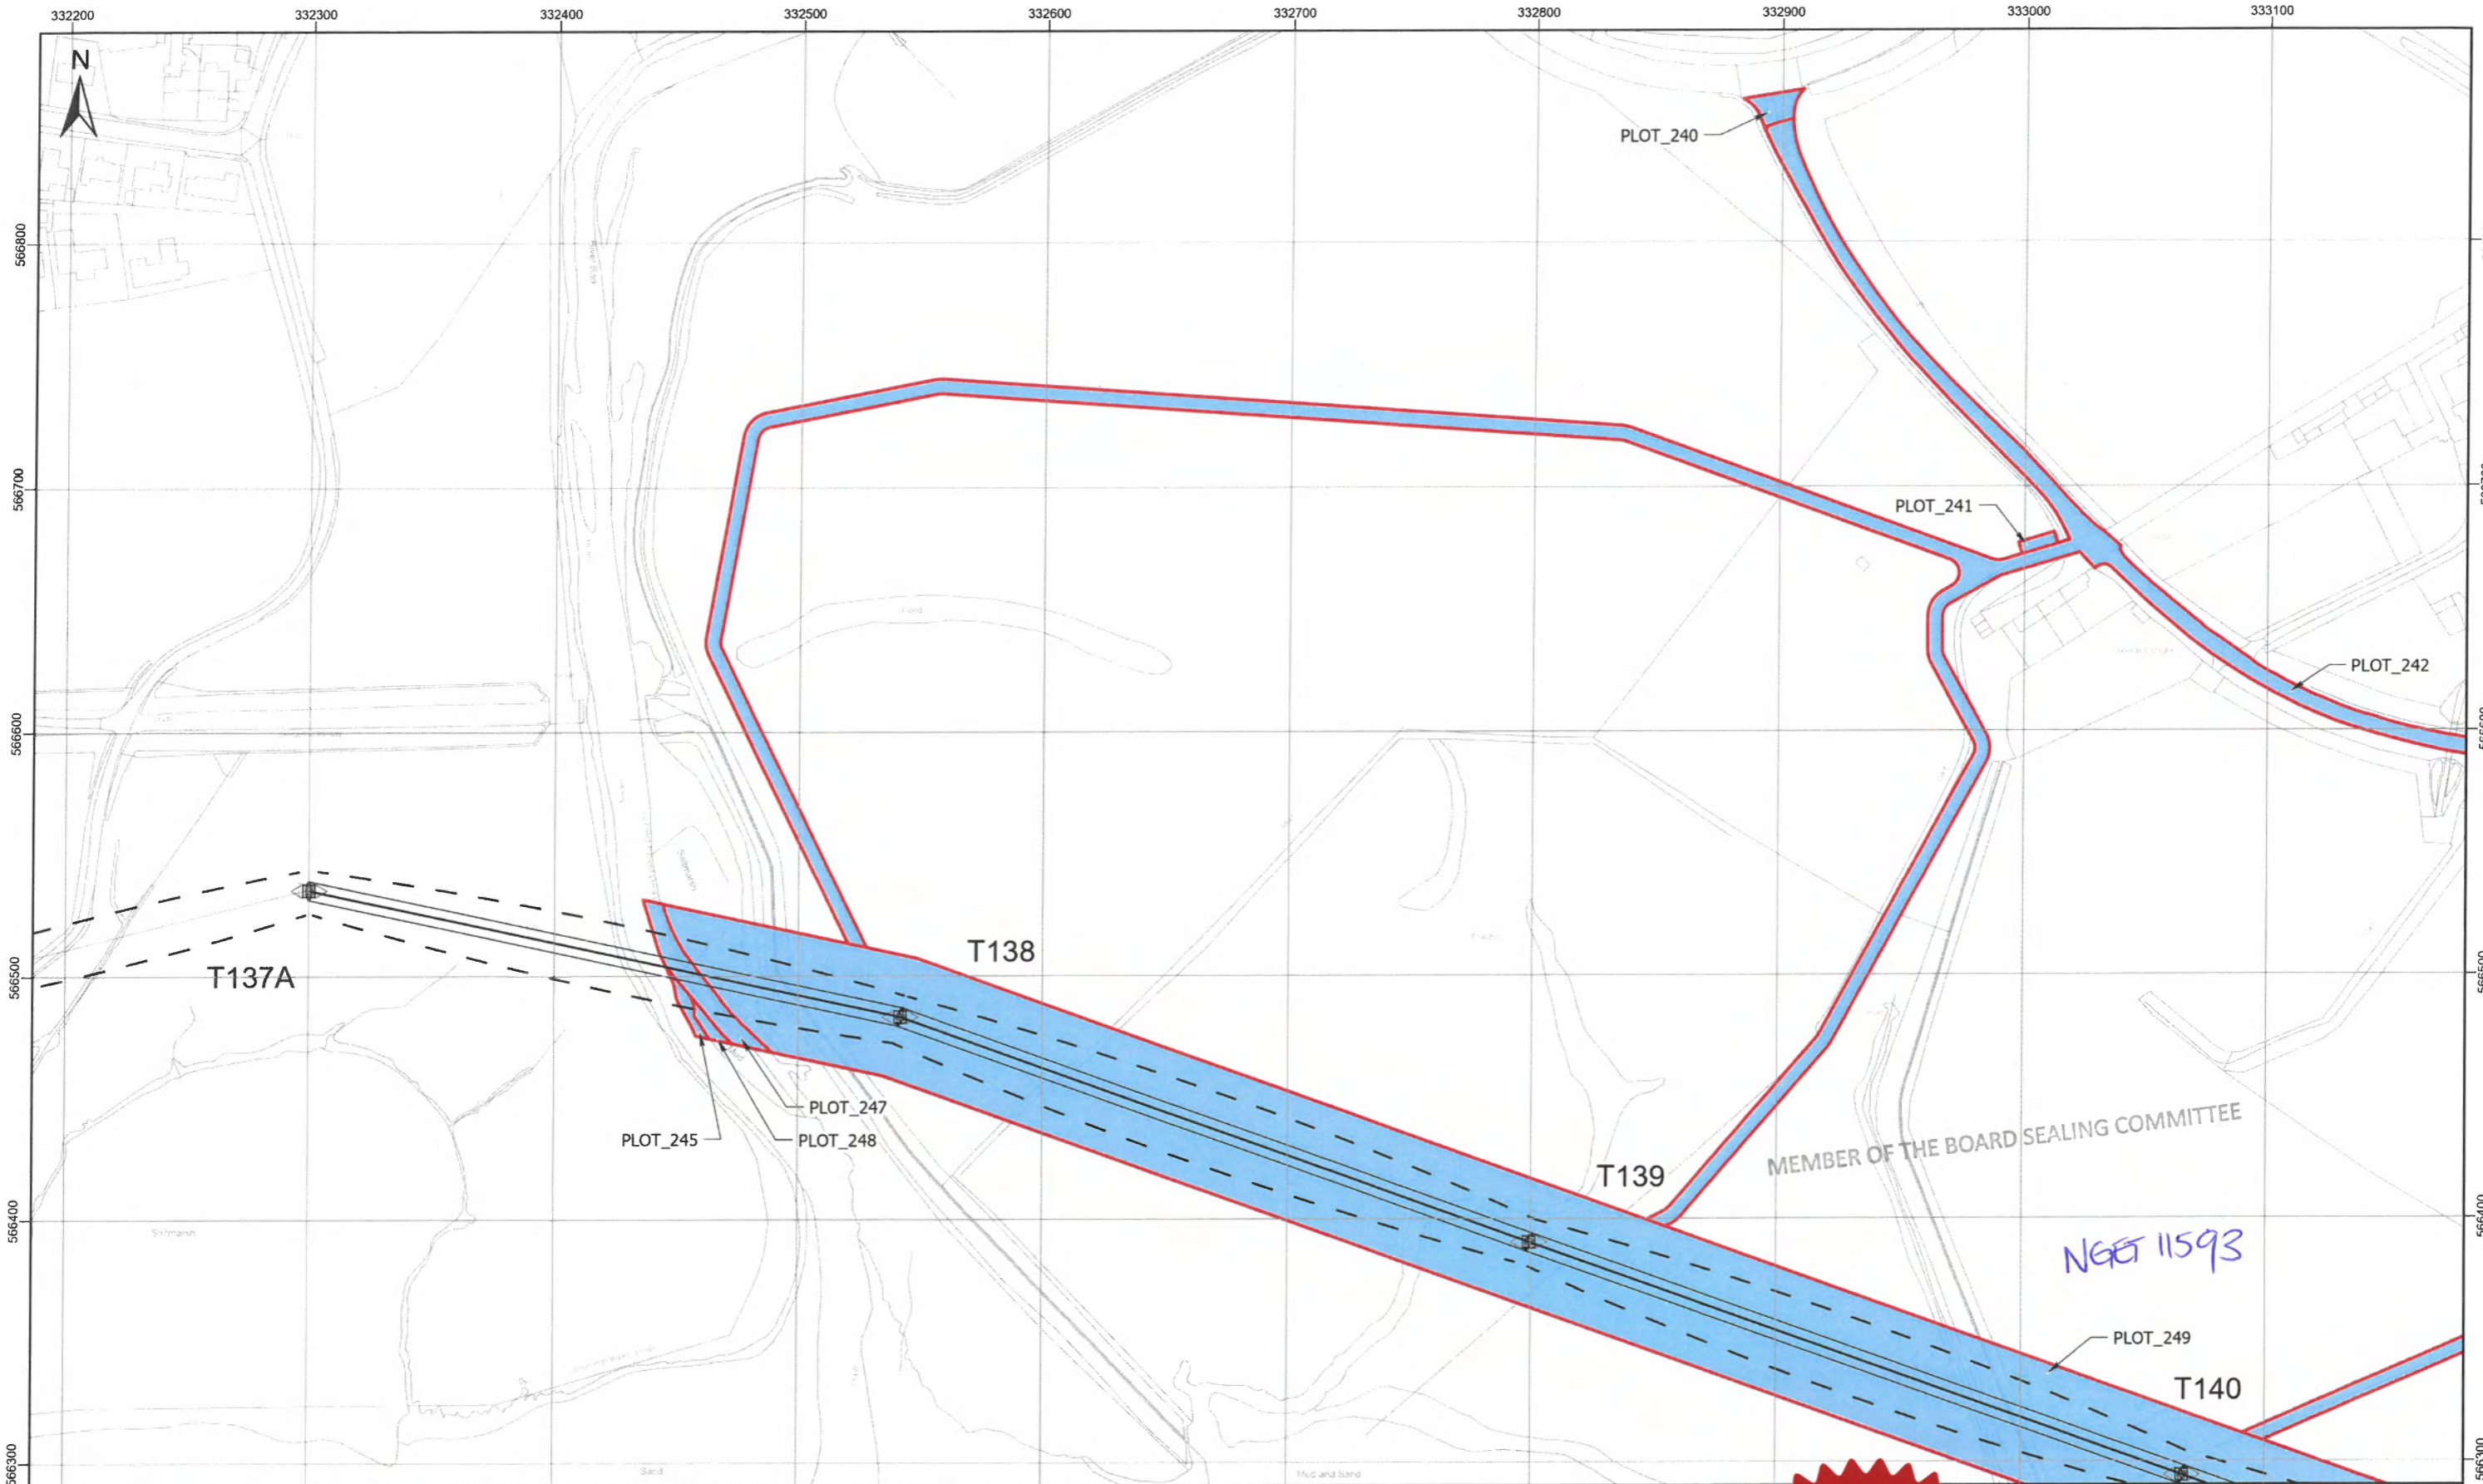 332200 332300 332400 332500 332600 332700 332800 332900 333000 333100
N
PLOT_240
566800
566700
PLOT_241
PLOT_242
566600
Saltmarsh
T138
T137A
566500
PLOT_247
PLOT_245
PLOT_248
MEMBER OF THE BOARD SEALING COMMITTEE
T139
566400
Saltmarsh
NGET 11593
PLOT_249
T140
566300
Sand
Mud and Sand